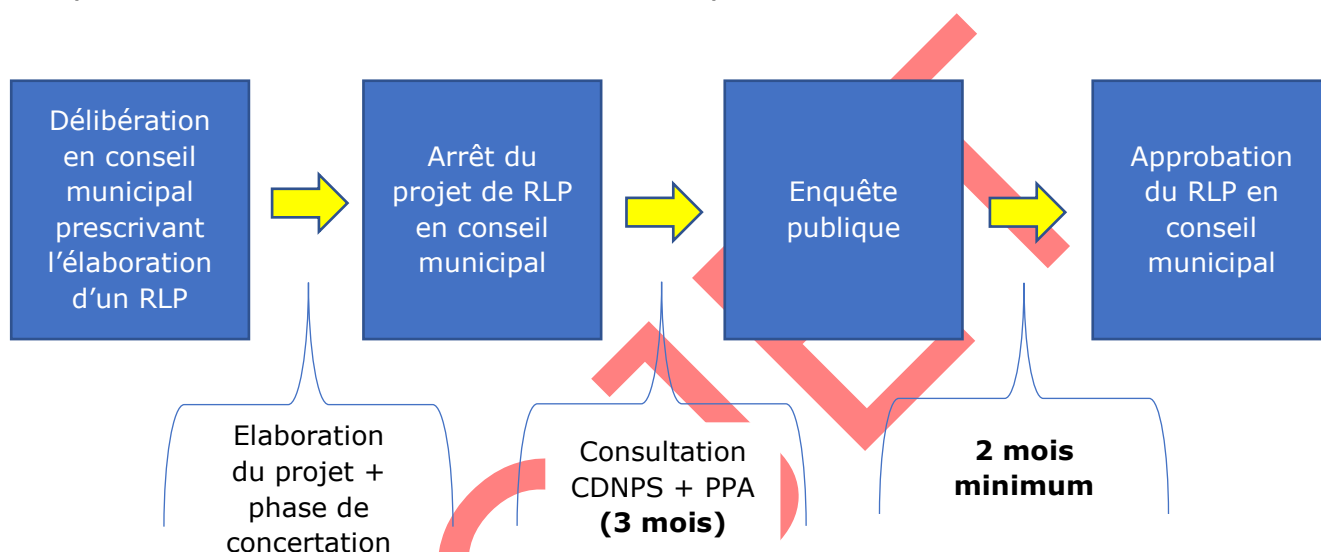 Délibération
en conseil
municipal
prescrivant
l’élaboration
d’un RLP
Arrêt du
projet de RLP
en conseil
municipal
Enquête
publique
Approbation
du RLP en
conseil
municipal
Elaboration
du projet +
phase de
concertation
Consultation
CDNPS + PPA
(3 mois)
2 mois
minimum